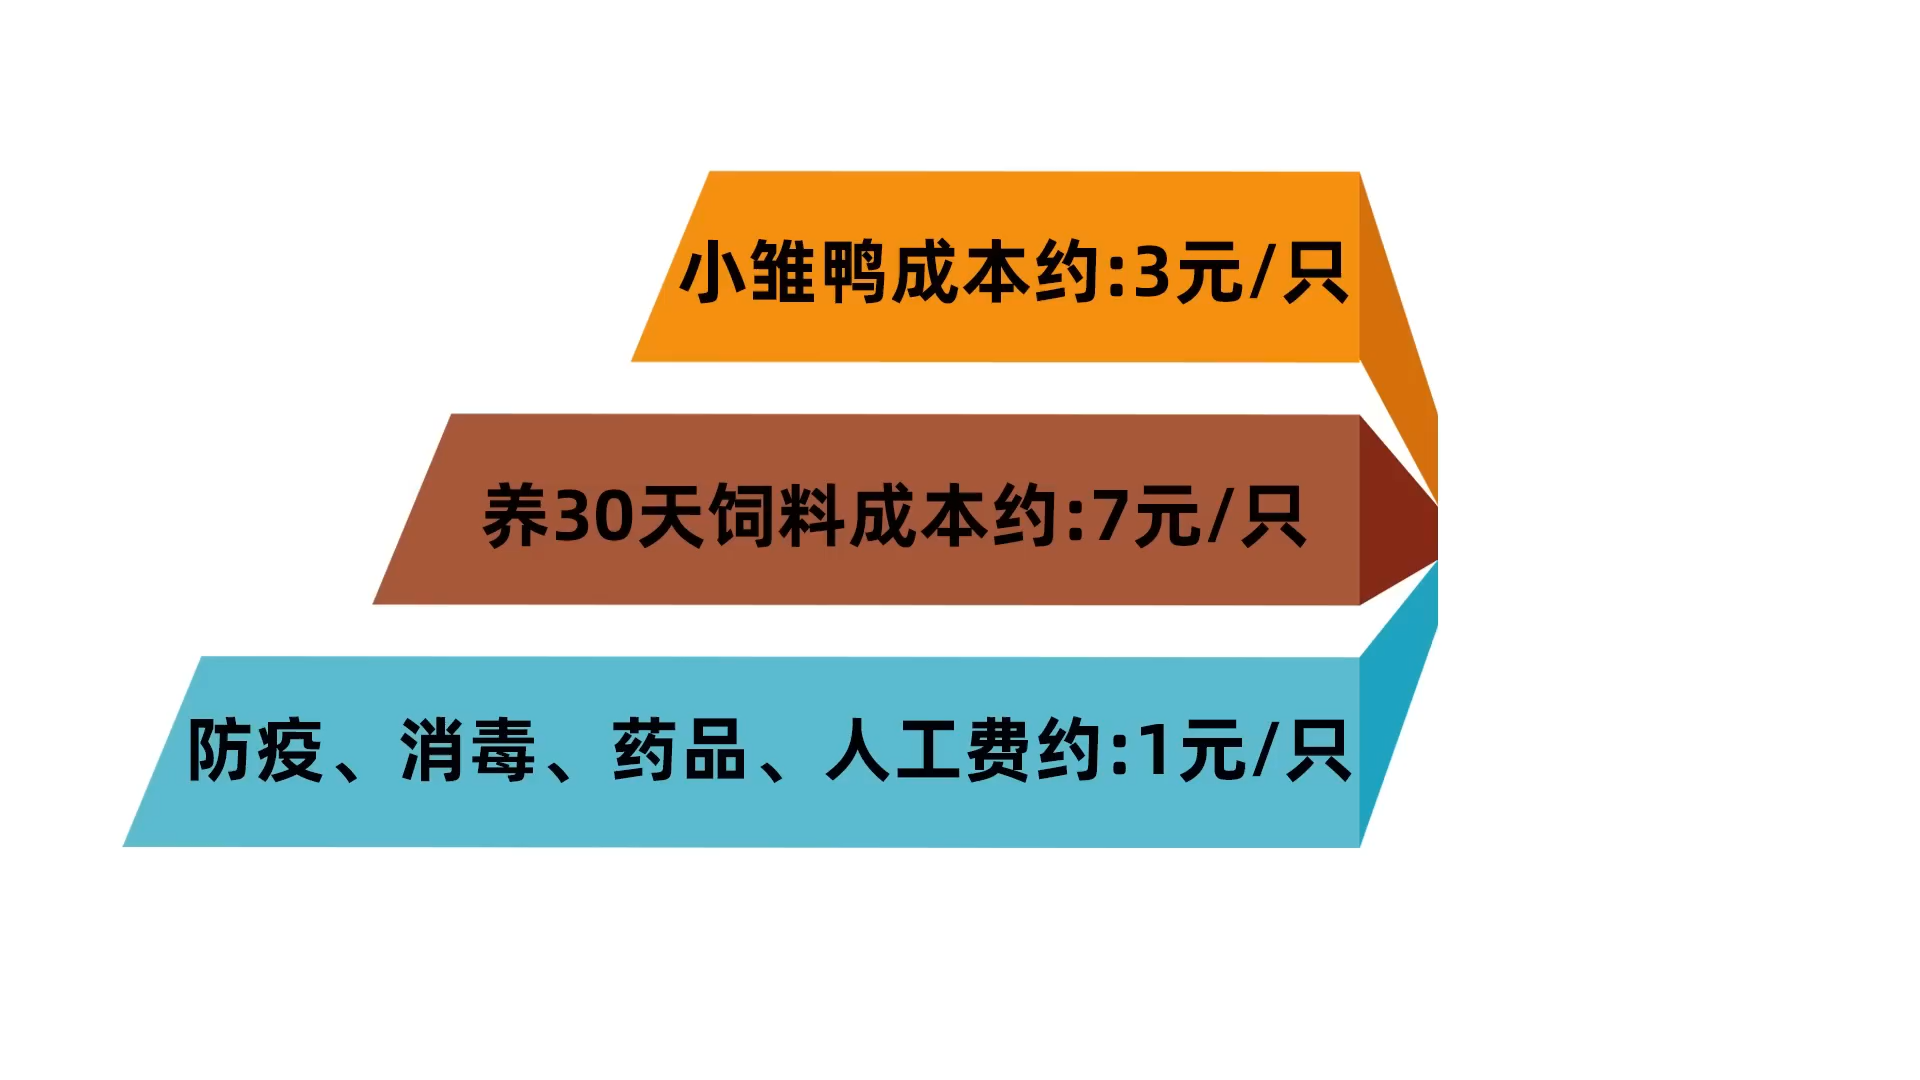 小雏鸭成本约:3元/只
养30天饲料成本约:7元/只
防疫、消毒、药品、人工费约:1元/只